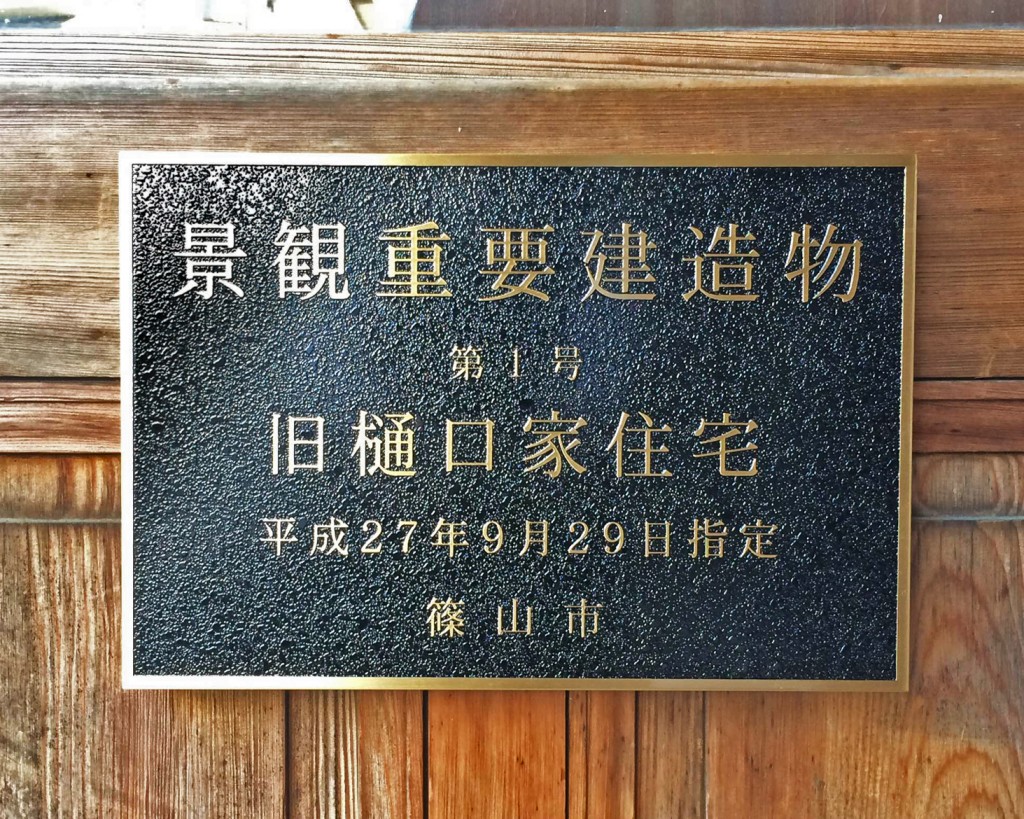 景観重要建造物
第1号
旧樋口家住宅
平成27年9月29日指定
篠山市